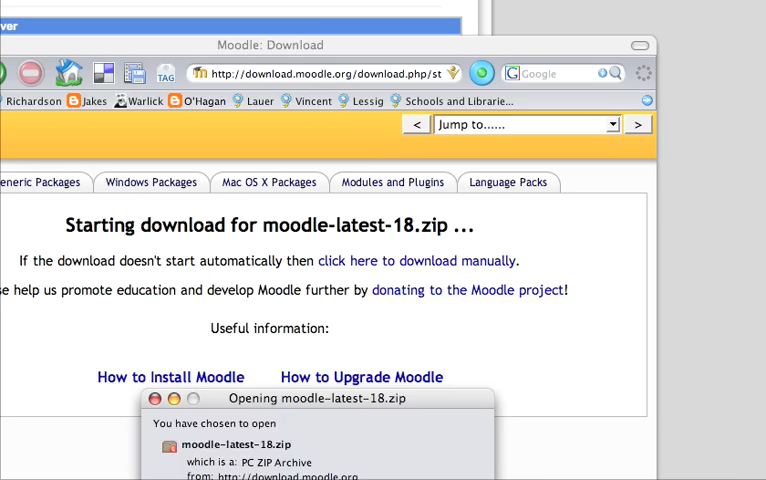 ver
Moodle: Download
TAG
http://download.moodle.org/download.php/st
Google
Richardson Jakes Warlick O'Hagan Lauer Vincent Lessig Schools and Librarie...
< Jump to...... >
eneric Packages Windows Packages Mac OS X Packages Modules and Plugins Language Packs
Starting download for moodle-latest-18.zip ...
If the download doesn't start automatically then click here to download manually.
se help us promote education and develop Moodle further by donating to the Moodle project!
Useful information:
How to Install Moodle How to Upgrade Moodle
Opening moodle-latest-18.zip
You have chosen to open
moodle-latest-18.zip
which is a: PC ZIP Archive
from: http://download.moodle.org